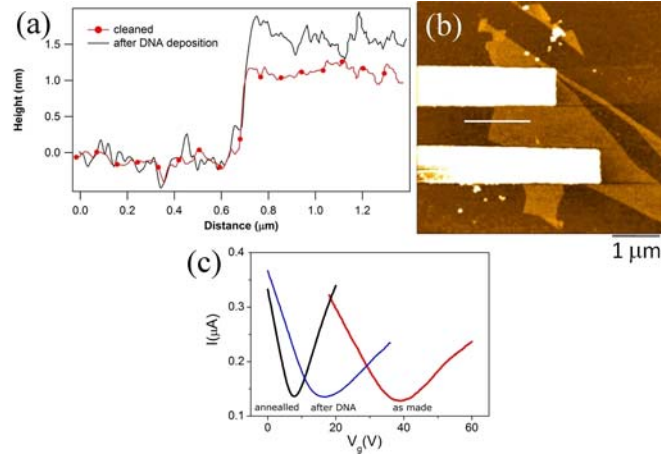 (a)
cleaned
after DNA deposition
Height (nm)
1.5
1.0
0.5
0.0
0.0
0.2
0.4
0.6
0.8
1.0
1.2
Distance (μm)
(b)
1 μm
(c)
I(μA)
0.4
0.3
0.2
0.1
annealled
after DNA
as made
0
20
40
60
Vg(V)